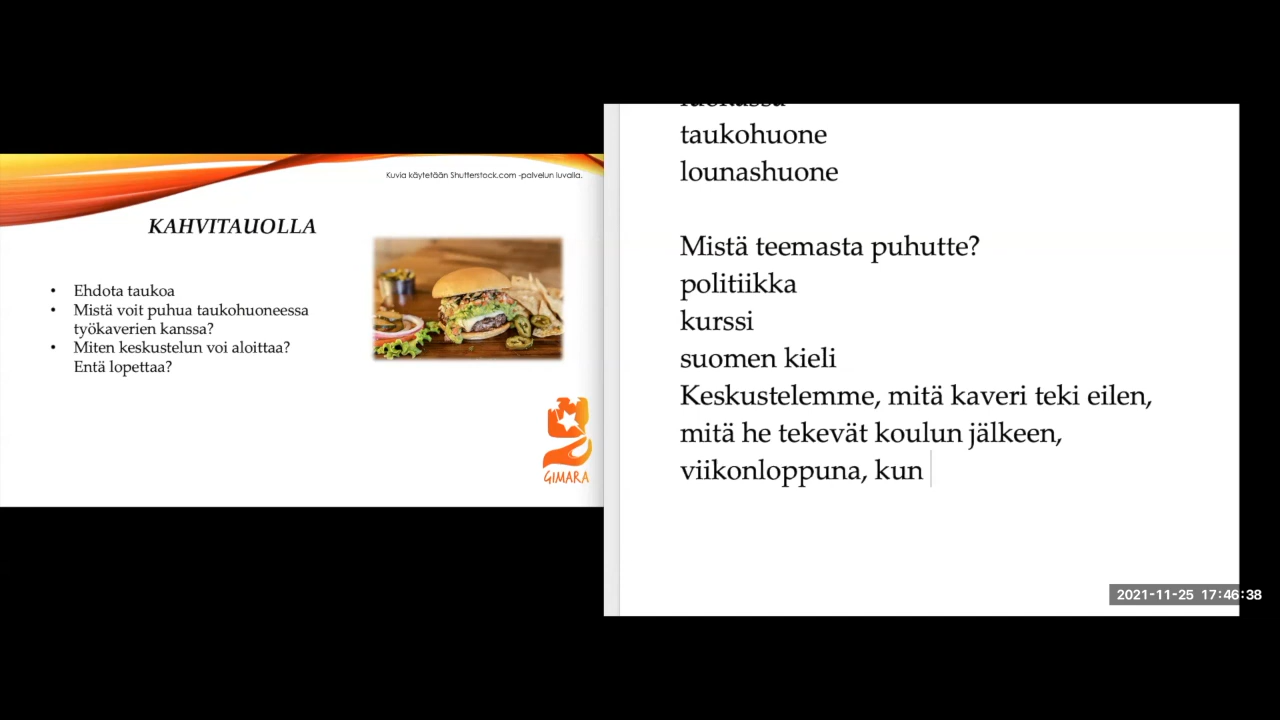 Kuvia käytetään Shutterstock.com -palvelun luvalla.
KAHVITAUOLLA
• Ehdota taukoa
• Mistä voit puhua taukohuoneessa
työkaverien kanssa?
• Miten keskustelun voi aloittaa?
Entä lopettaa?
GIMARA
taukohuone
lounashuone
Mistä teemasta puhutte?
politiikka
kurssi
suomen kieli
Keskustelemme, mitä kaveri teki eilen,
mitä he tekevät koulun jälkeen,
viikonloppuna, kun
2021-11-25 17:46:38